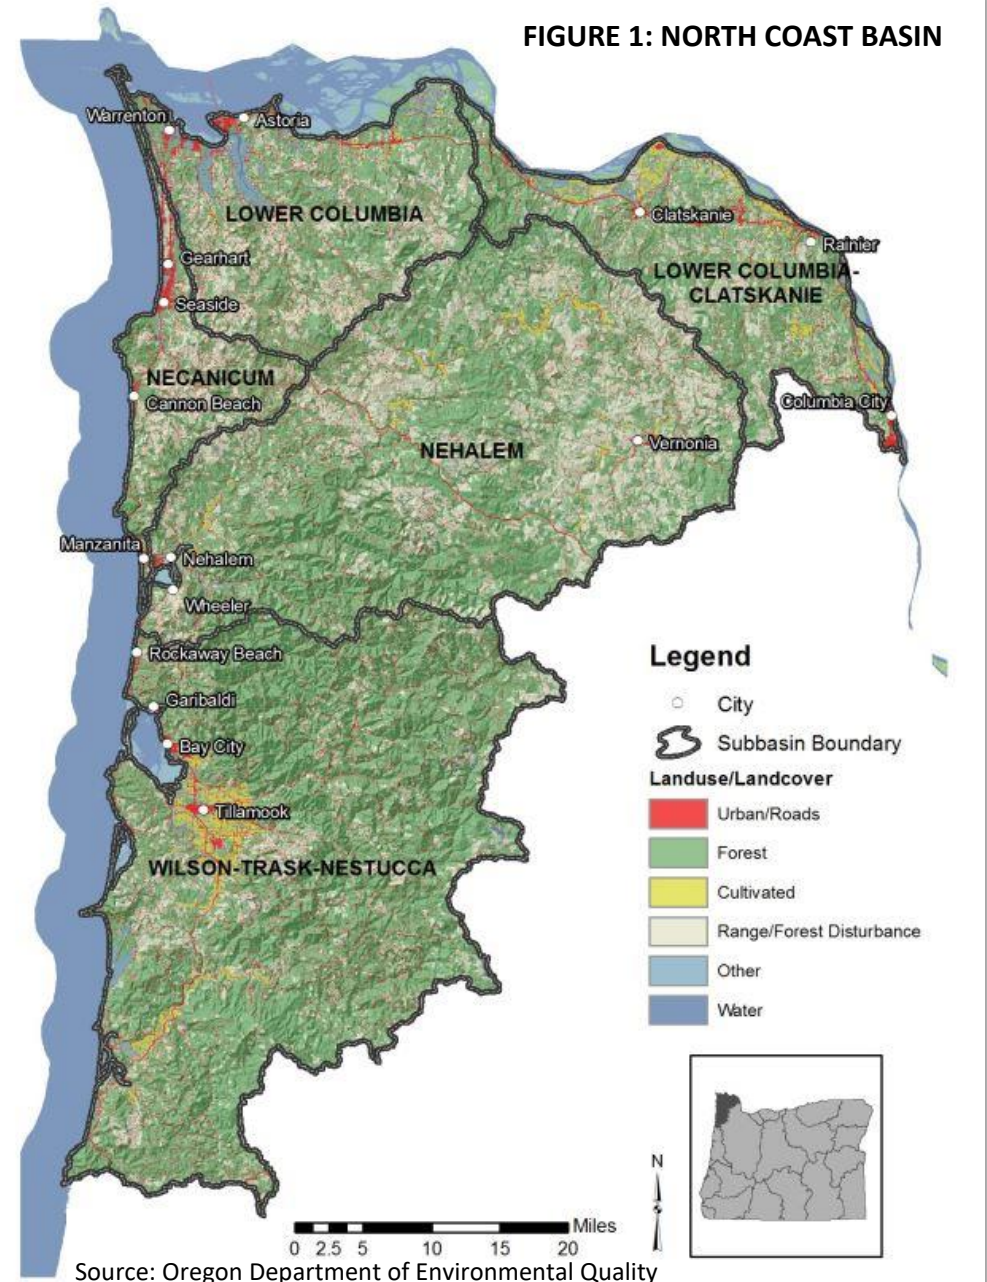 FIGURE 1: NORTH COAST BASIN
Warrenton
Astoria
LOWER COLUMBIA
Clatskanie
Rainier
Gearhart
LOWER COLUMBIA-
CLATSKANIE
Seaside
NECANICUM
Cannon Beach
Columbia City
NEHALEM
Vernonia
Manzanita
Nehalem
Wheeler
Rockaway Beach
Garibaldi
Bay City
Tillamook
WILSON-TRASK-NESTUCCA
Legend
City
Subbasin Boundary
Landuse/Landcover
Urban/Roads
Forest
Cultivated
Range/Forest Disturbance
Other
Water
N
Miles
0 2.5 5 10 15 20
Source: Oregon Department of Environmental Quality